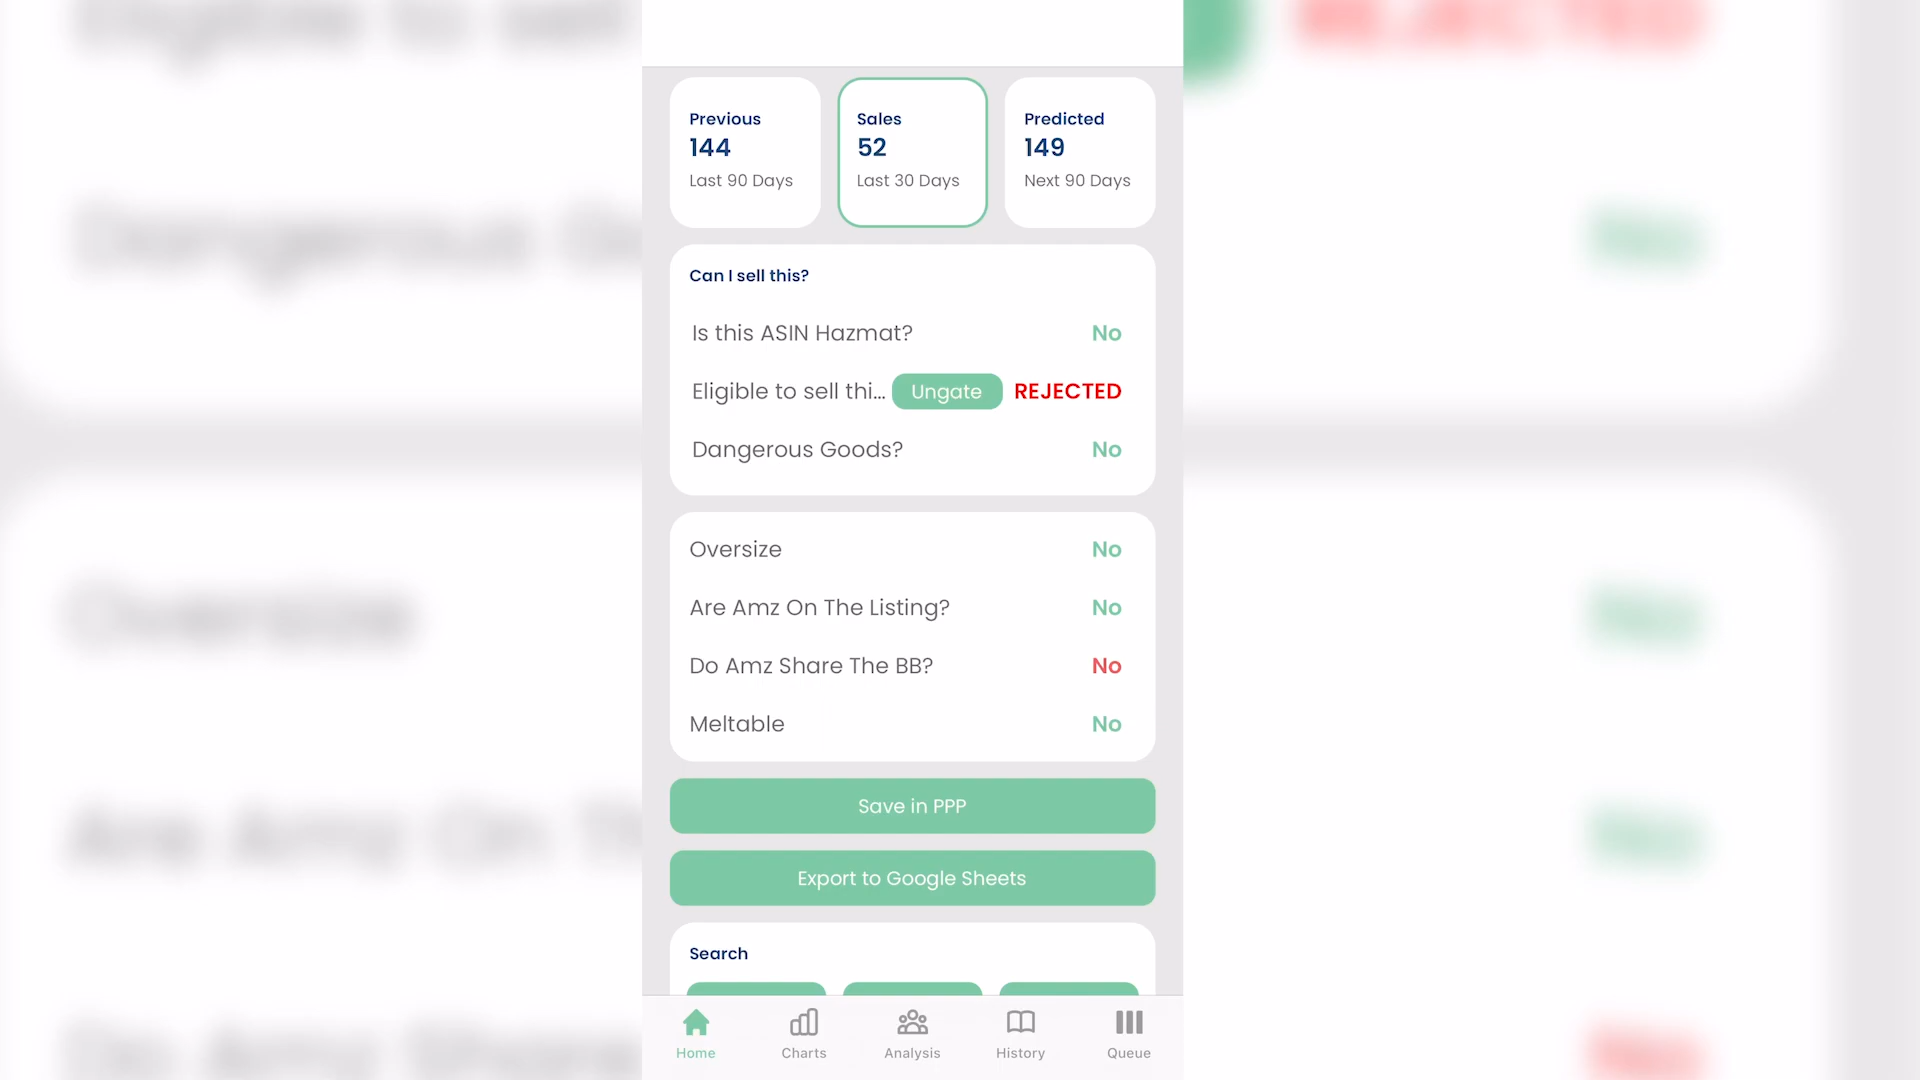 Previous
144
Last 90 Days
Sales
52
Last 30 Days
Predicted
149
Next 90 Days
Can I sell this?
Is this ASIN Hazmat? No
Eligible to sell thi... Ungate REJECTED
Dangerous Goods? No
Oversize No
Are Amz On The Listing? No
Do Amz Share The BB? No
Meltable No
Save in PPP
Export to Google Sheets
Search
Home
Charts
Analysis
History
Queue